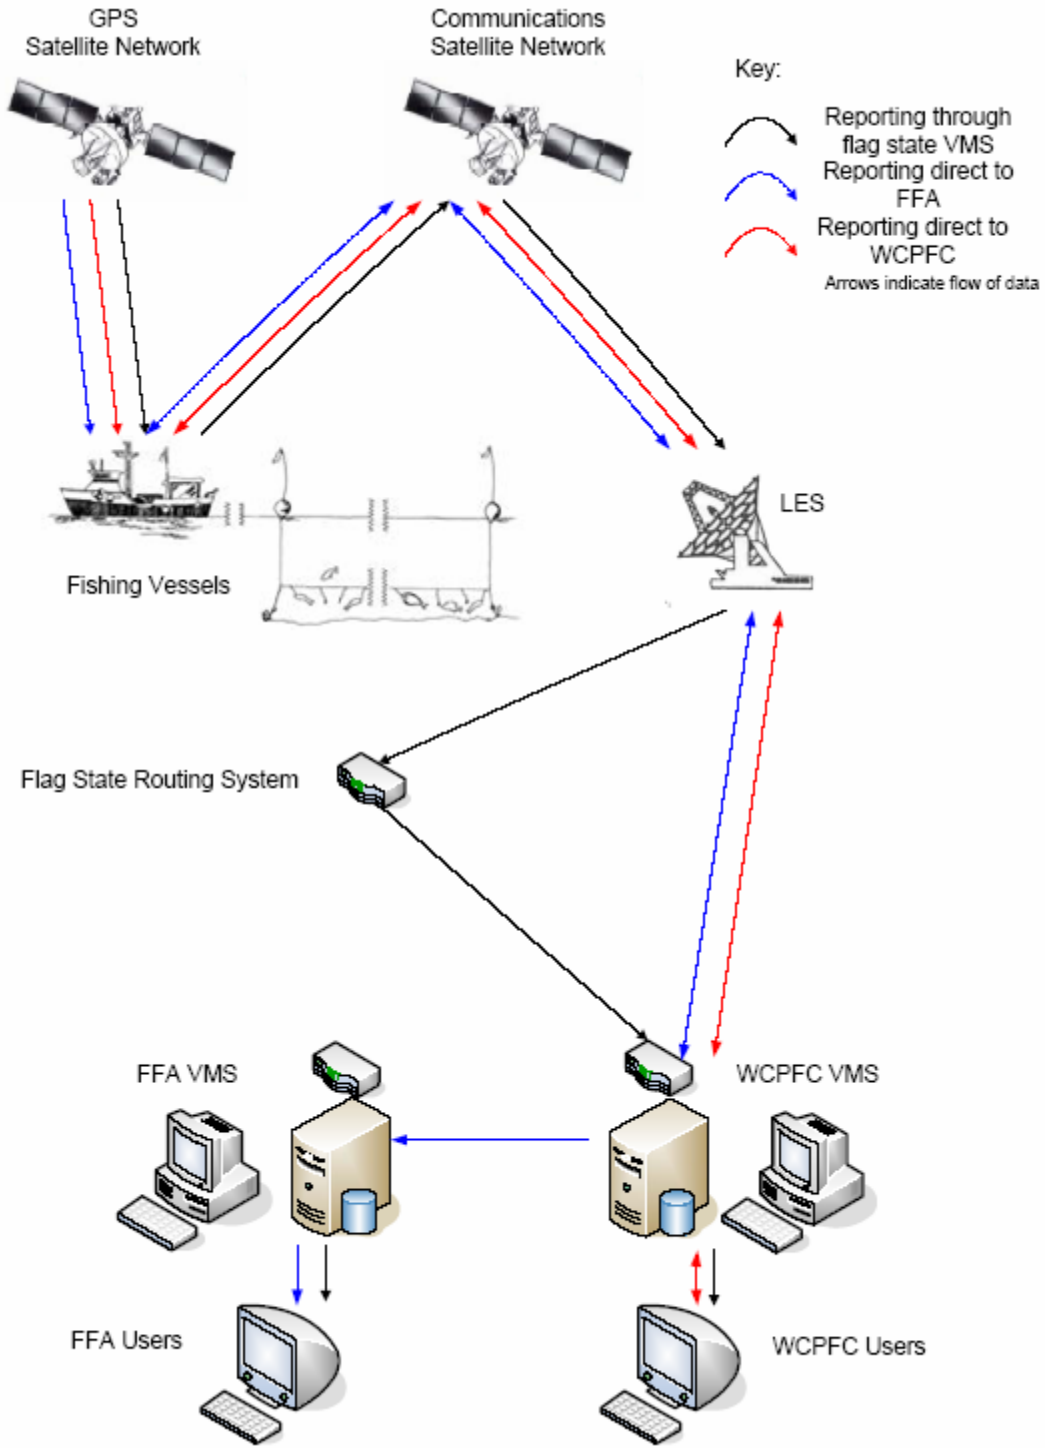 GPS
Satellite Network
Communications
Satellite Network
Key:
Reporting through
flag state VMS
Reporting direct to
FFA
Reporting direct to
WCPFC
Arrows indicate flow of data
LES
Fishing Vessels
Flag State Routing System
FFA VMS
WCPFC VMS
FFA Users
WCPFC Users